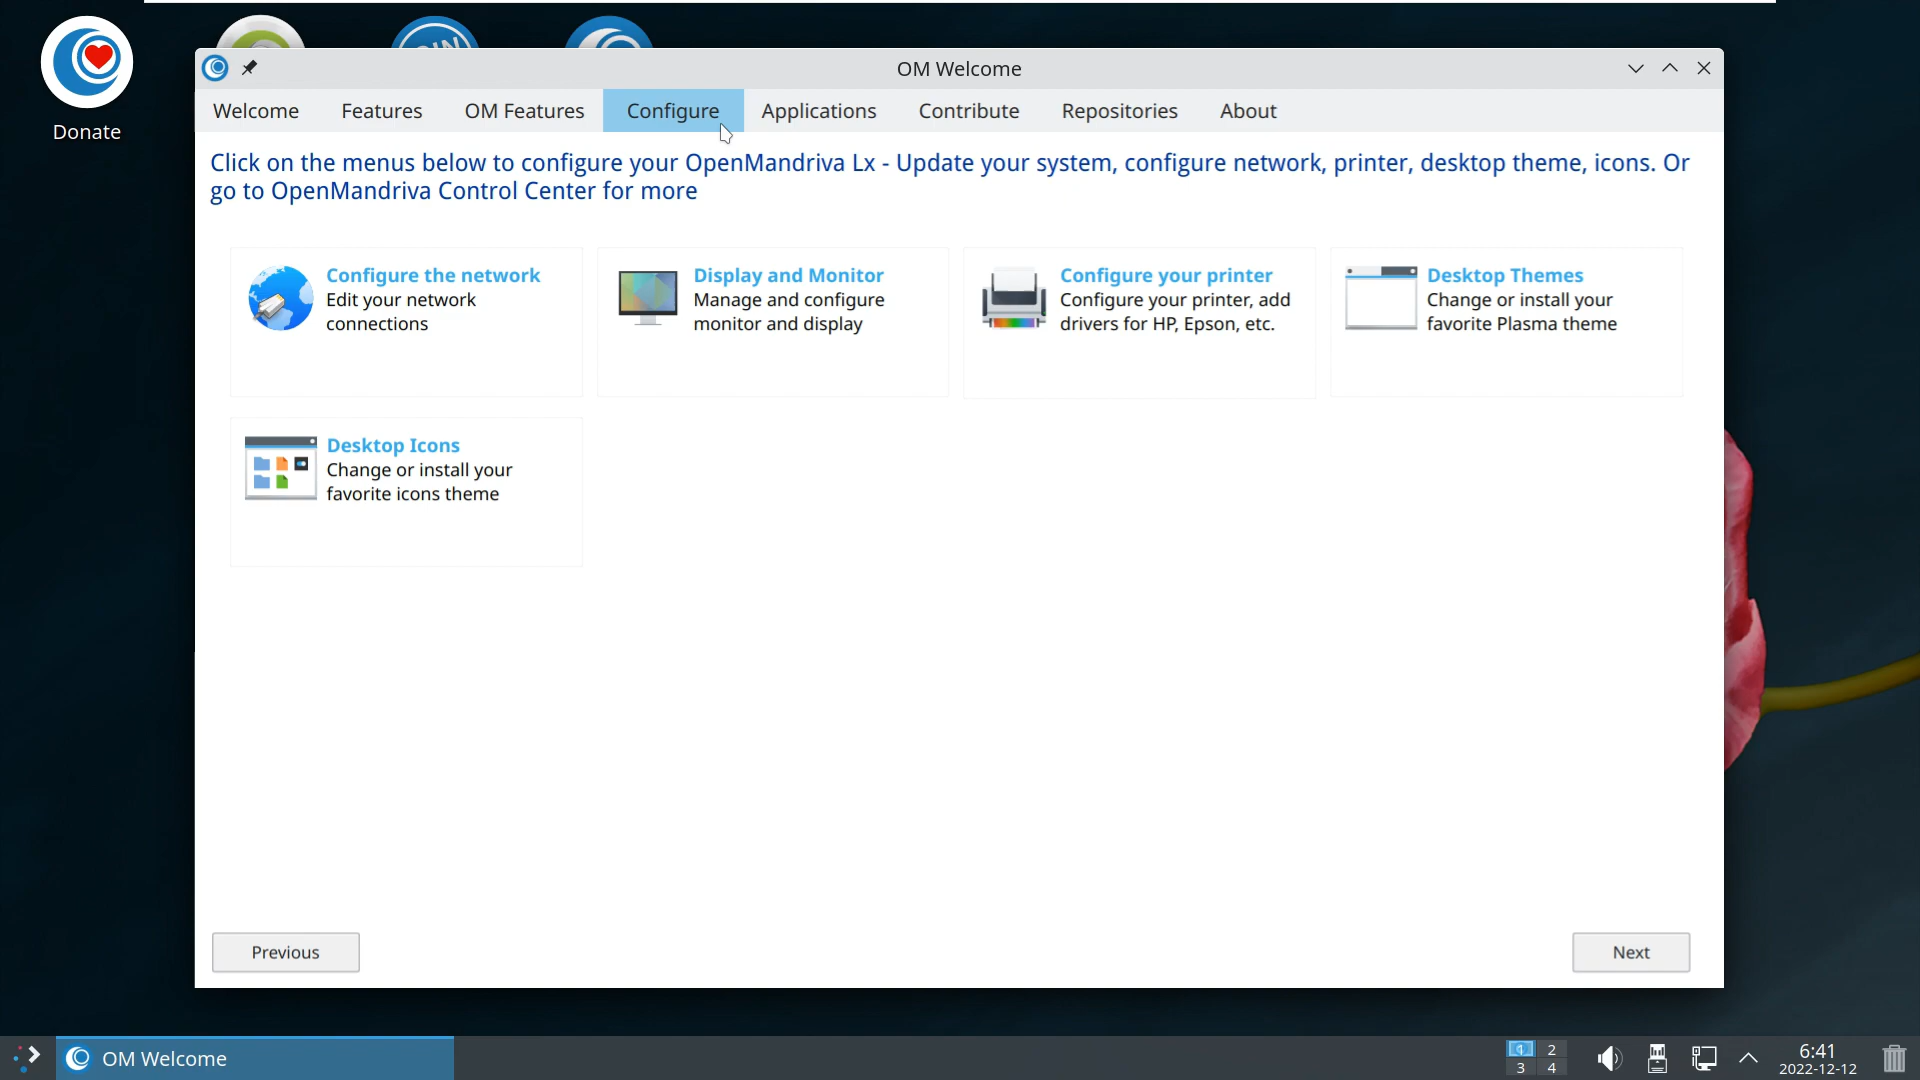 Donate
OM Welcome
Welcome Features OM Features Configure Applications Contribute Repositories About
Click on the menus below to configure your OpenMandriva Lx - Update your system, configure network, printer, desktop theme, icons. Or
go to OpenMandriva Control Center for more
Configure the network
Edit your network
connections
Display and Monitor
Manage and configure
monitor and display
Configure your printer
Configure your printer, add
drivers for HP, Epson, etc.
Desktop Themes
Change or install your
favorite Plasma theme
Desktop Icons
Change or install your
favorite icons theme
Previous
Next
OM Welcome
1 2
3 4
6:41
2022-12-12